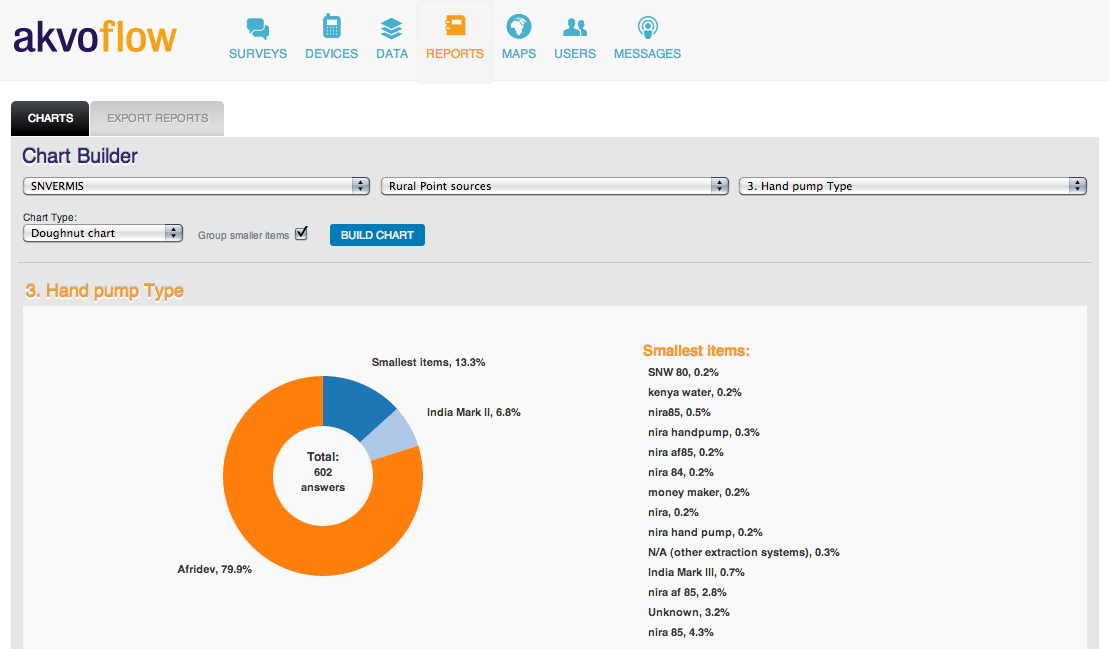 akvoflow
SURVEYS DEVICES DATA REPORTS MAPS USERS MESSAGES
CHARTS EXPORT REPORTS
Chart Builder
SNVERMIS Rural Point sources 3. Hand pump Type
Chart Type:
Doughnut chart Group smaller items BUILD CHART
3. Hand pump Type
Smallest items, 13.3%
India Mark II, 6.8%
Total:
602
answers
Afridev, 79.9%
Smallest items:
SNW 80, 0.2%
kenya water, 0.2%
nira85, 0.5%
nira handpump, 0.3%
nira af85, 0.2%
nira 84, 0.2%
money maker, 0.2%
nira, 0.2%
nira hand pump, 0.2%
N/A (other extraction systems), 0.3%
India Mark III, 0.7%
nira af 85, 2.8%
Unknown, 3.2%
nira 85, 4.3%